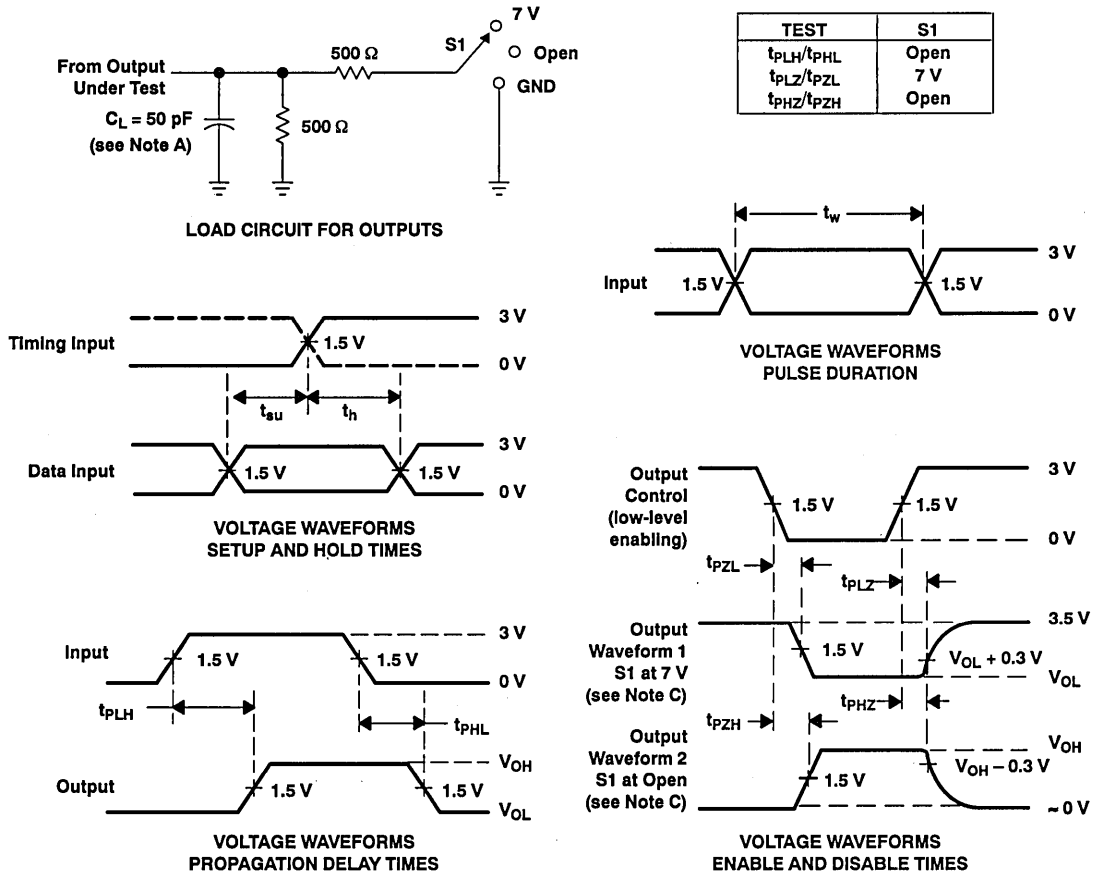 7 V
S1
Open
500 Ω
From Output
Under Test
GND
C_L = 50 pF
(see Note A)
500 Ω
LOAD CIRCUIT FOR OUTPUTS
TEST S1
t_PLH/t_PHL Open
t_PLZ/t_PZL 7 V
t_PHZ/t_PZH Open
t_w
3 V
Input 1.5 V 1.5 V
0 V
VOLTAGE WAVEFORMS
PULSE DURATION
3 V
Timing Input 1.5 V
0 V
t_su t_h
3 V
Data Input 1.5 V 1.5 V
0 V
VOLTAGE WAVEFORMS
SETUP AND HOLD TIMES
3 V
Input 1.5 V 1.5 V
0 V
t_PLH t_PHL
V_OH
Output 1.5 V 1.5 V
V_OL
VOLTAGE WAVEFORMS
PROPAGATION DELAY TIMES
Output
Control
(low-level
enabling)
3 V
1.5 V 1.5 V
0 V
t_PZL t_PLZ
Output
Waveform 1
S1 at 7 V
(see Note C)
3.5 V
1.5 V V_OL + 0.3 V
V_OL
t_PZH t_PHZ
Output
Waveform 2
S1 at Open
(see Note C)
V_OH
1.5 V V_OH – 0.3 V
≈ 0 V
VOLTAGE WAVEFORMS
ENABLE AND DISABLE TIMES